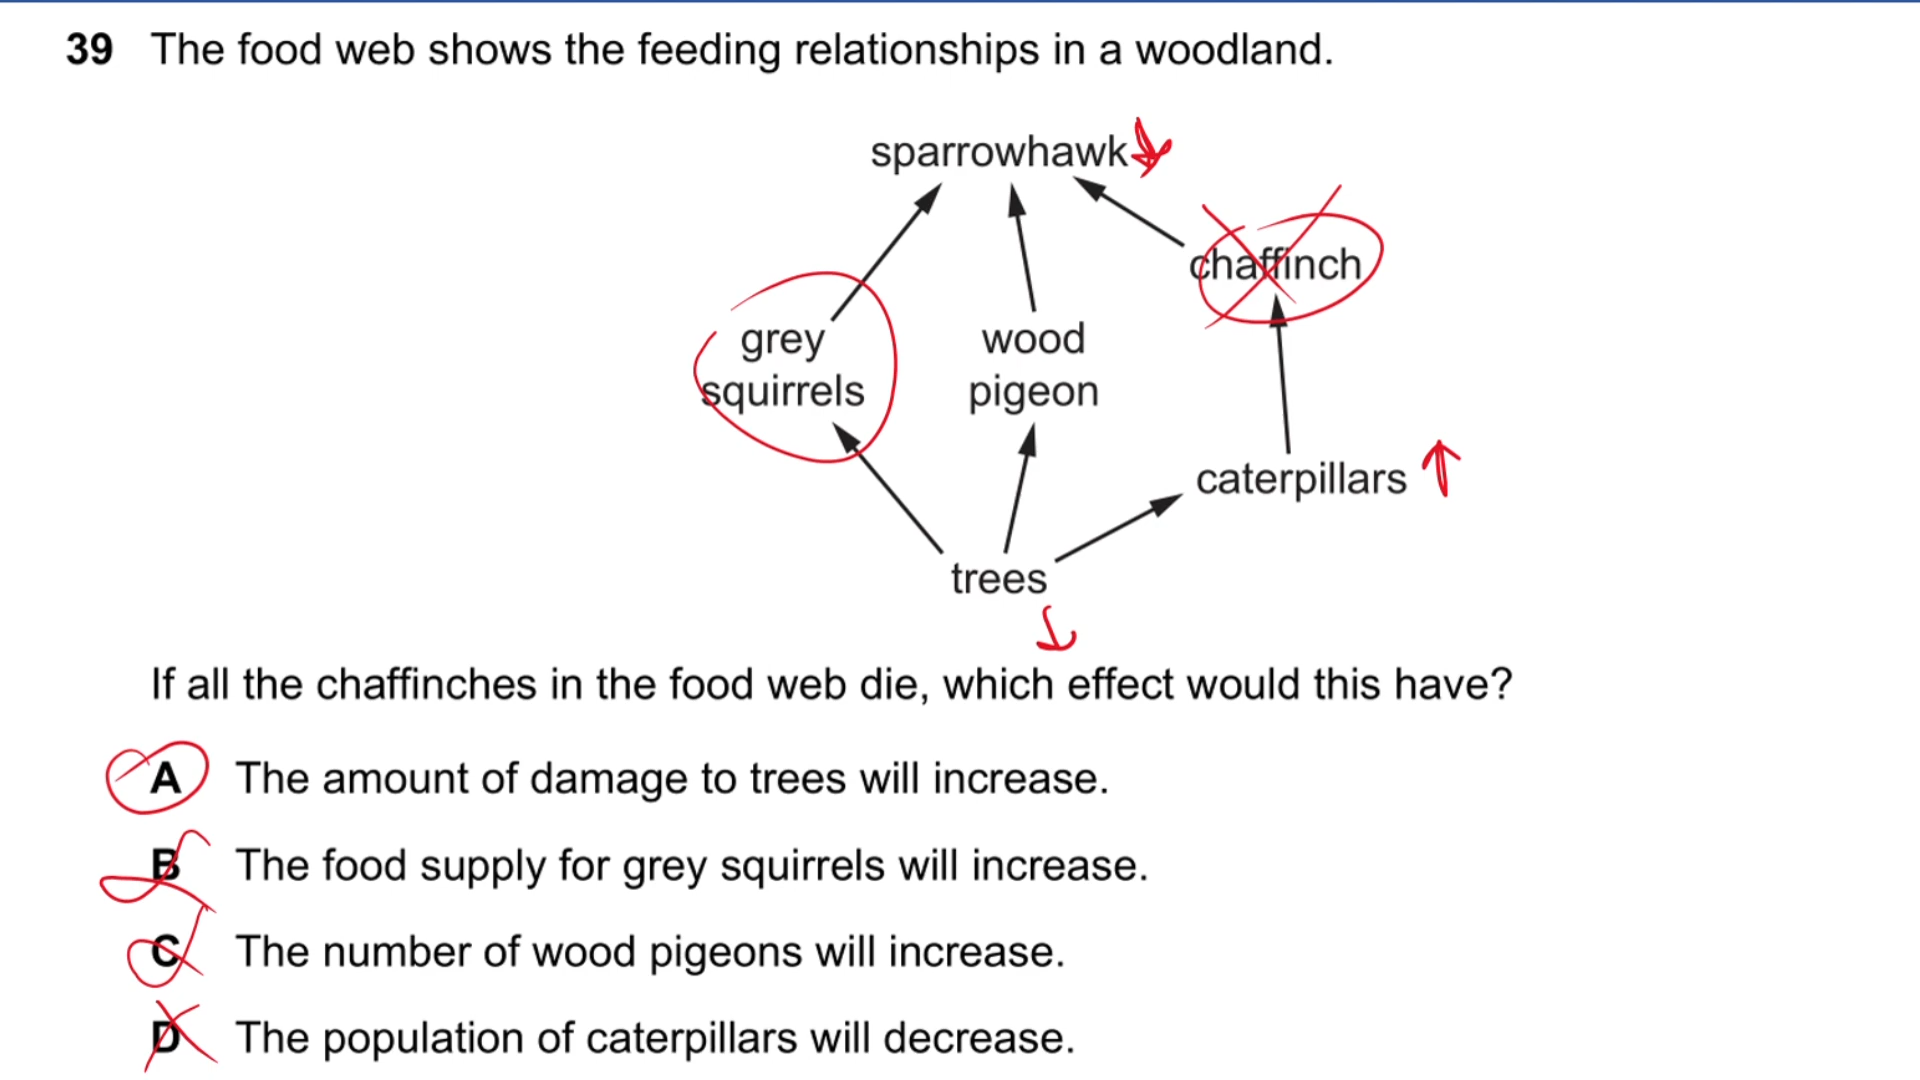 39 The food web shows the feeding relationships in a woodland.
sparrowhawk
chaffinch
grey
squirrels
wood
pigeon
caterpillars
trees
If all the chaffinches in the food web die, which effect would this have?
A The amount of damage to trees will increase.
B The food supply for grey squirrels will increase.
C The number of wood pigeons will increase.
D The population of caterpillars will decrease.